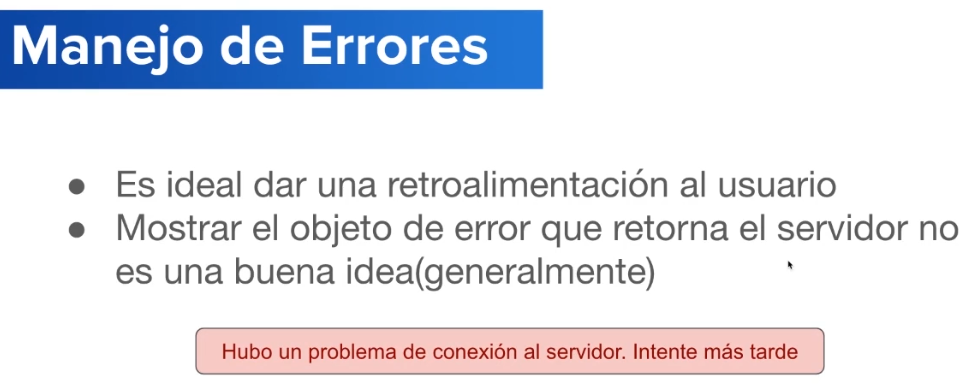 Manejo de Errores
● Es ideal dar una retroalimentación al usuario
● Mostrar el objeto de error que retorna el servidor no
es una buena idea(generalmente)
Hubo un problema de conexión al servidor. Intente más tarde